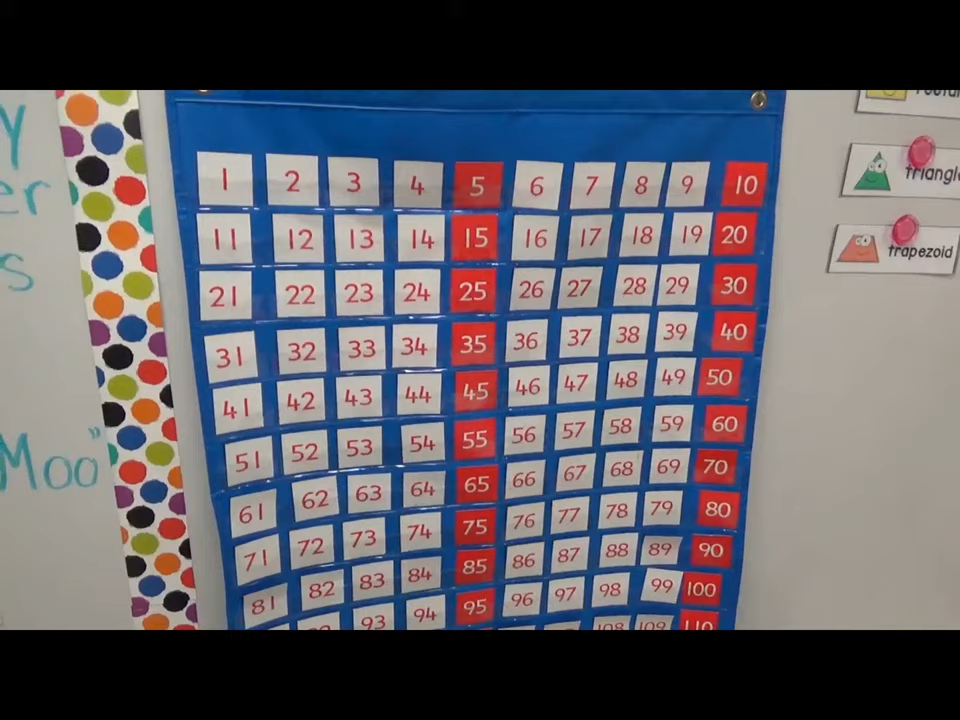 y
er
s
Moo"
1 2 3 4 5 6 7 8 9 10
11 12 13 14 15 16 17 18 19 20
21 22 23 24 25 26 27 28 29 30
31 32 33 34 35 36 37 38 39 40
41 42 43 44 45 46 47 48 49 50
51 52 53 54 55 56 57 58 59 60
61 62 63 64 65 66 67 68 69 70
71 72 73 74 75 76 77 78 79 80
81 82 83 84 85 86 87 88 89 90
93 94 95 96 97 98 99 100
108 109 110
triangl
trapezoid